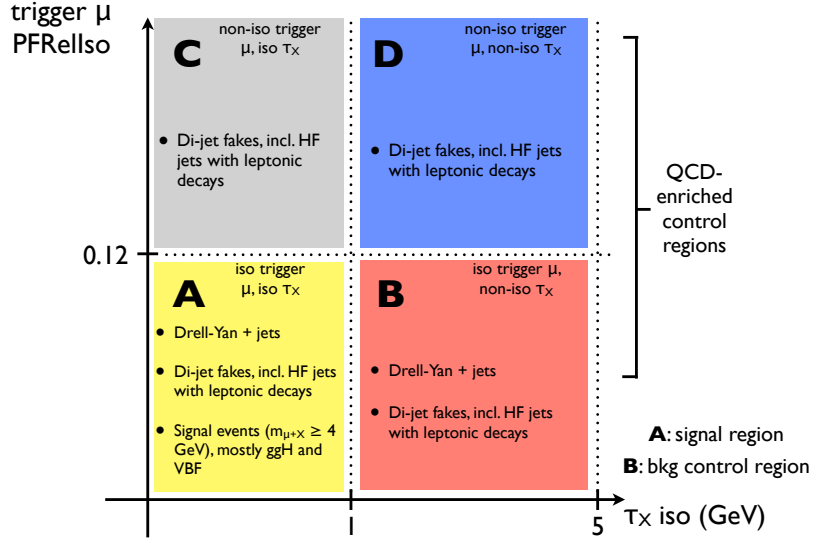 trigger μ
PFRelIso
C
non-iso trigger
μ, iso τX
• Di-jet fakes, incl. HF
jets with leptonic
decays
D
non-iso trigger
μ, non-iso τX
• Di-jet fakes, incl. HF jets
with leptonic decays
QCD-
enriched
control
regions
0.12
A
iso trigger
μ, iso τX
• Drell-Yan + jets
• Di-jet fakes, incl. HF jets
with leptonic decays
• Signal events (mμ+X ≥ 4
GeV), mostly ggH and
VBF
B
iso trigger μ,
non-iso τX
• Drell-Yan + jets
• Di-jet fakes, incl. HF jets
with leptonic decays
A: signal region
B: bkg control region
1
5
τX iso (GeV)